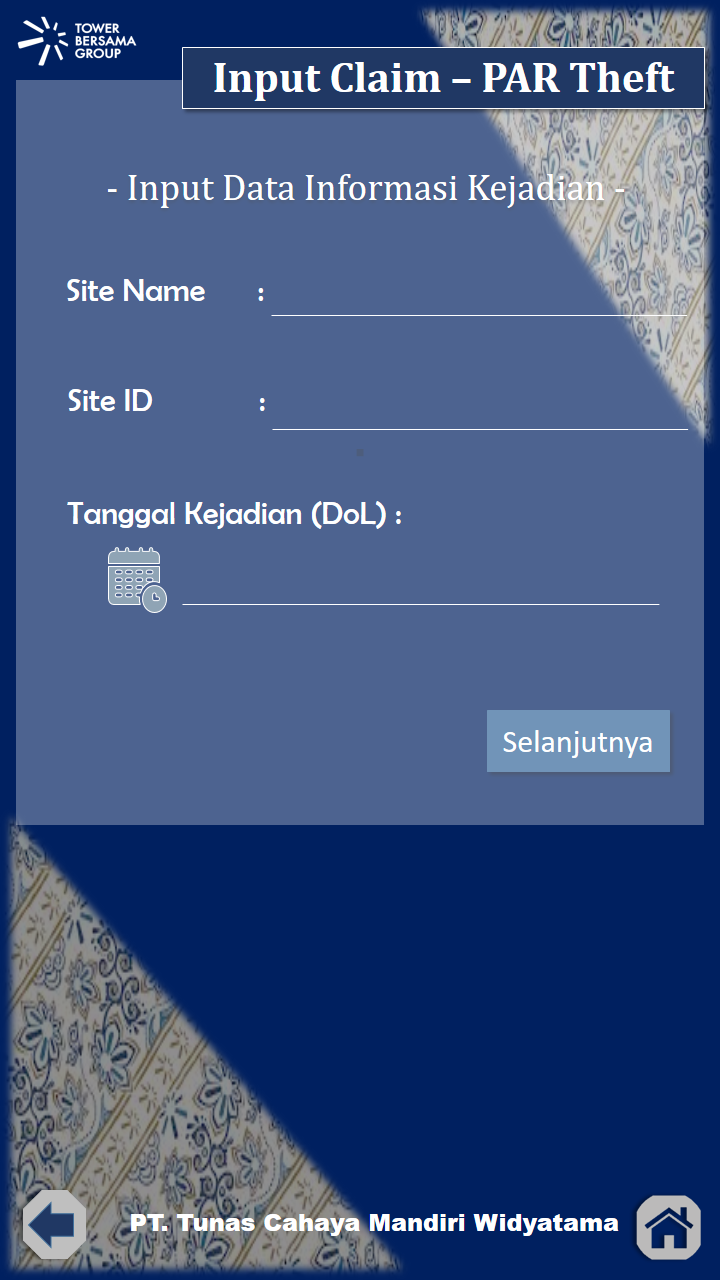 TOWER
BERSAMA
GROUP
Input Claim – PAR Theft
- Input Data Informasi Kejadian -
Site Name :
Site ID :
Tanggal Kejadian (DoL) :
Selanjutnya
PT. Tunas Cahaya Mandiri Widyatama